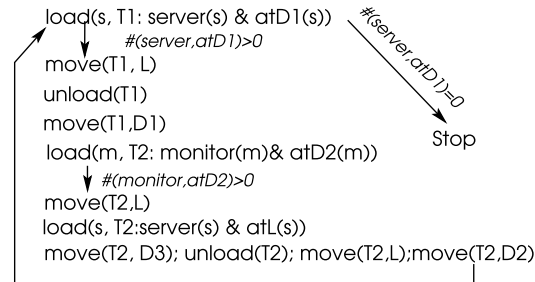 load(s, T1: server(s) & atD1(s))
#(server,atD1)>0
#(server,atD1)=0
move(T1, L)
unload(T1)
move(T1,D1)
Stop
load(m, T2: monitor(m)& atD2(m))
#(monitor,atD2)>0
move(T2,L)
load(s, T2:server(s) & atL(s))
move(T2, D3); unload(T2); move(T2,L);move(T2,D2)